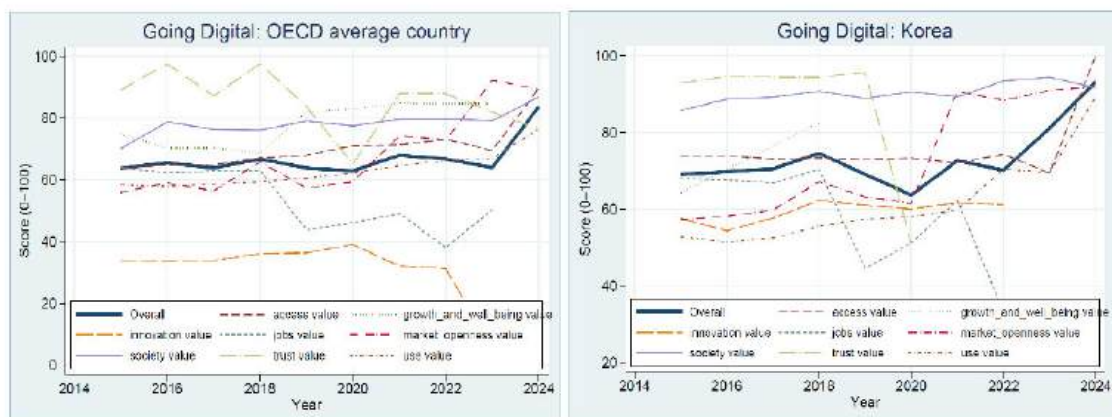 Going Digital: OECD average country
100
80
60
40
20
0
Score (0–100)
Overall
access value
growth_and_well_being value
innovation value
jobs value
market_openness value
society value
trust value
use value
2014
2016
2018
2020
2022
2024
Year
Going Digital: Korea
100
80
60
40
20
Score (0–100)
Overall
access value
growth_and_well_being value
innovation value
jobs value
market_openness value
society value
trust value
use value
2014
2016
2018
2020
2022
2024
Year